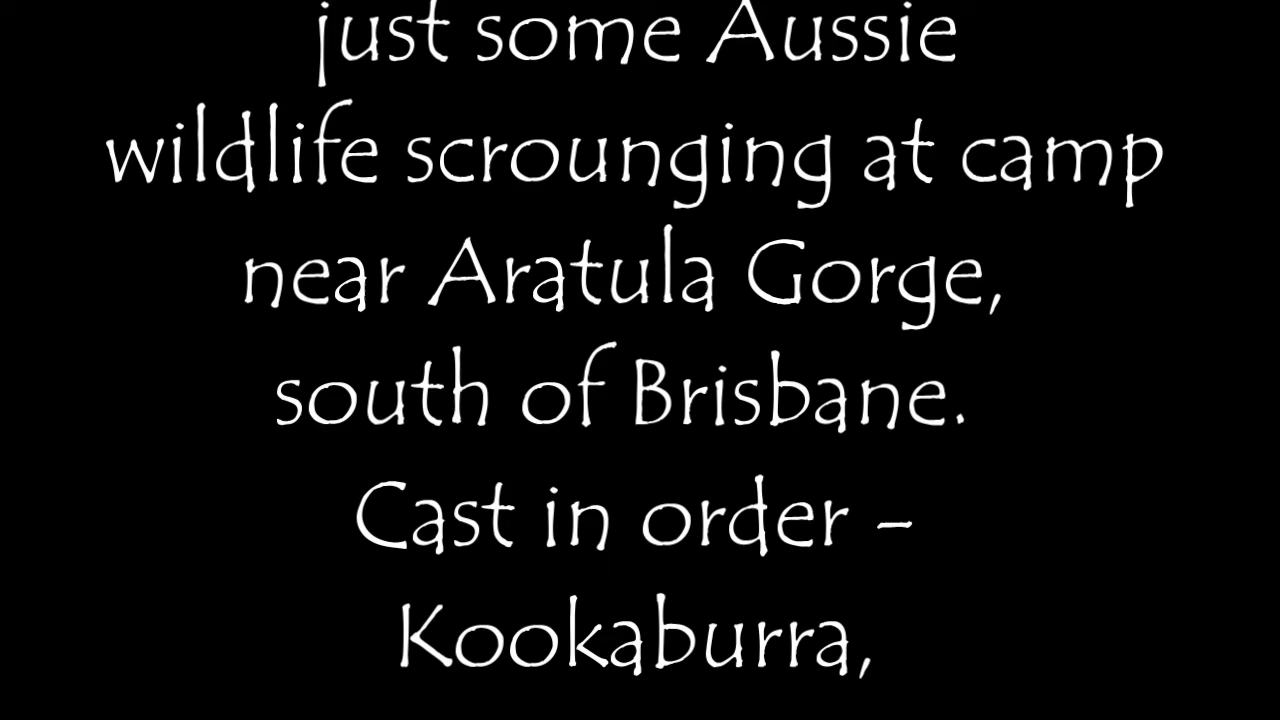 just some Aussie
wildlife scrounging at camp
near Aratula Gorge,
south of Brisbane.
Cast in order -
Kookaburra,